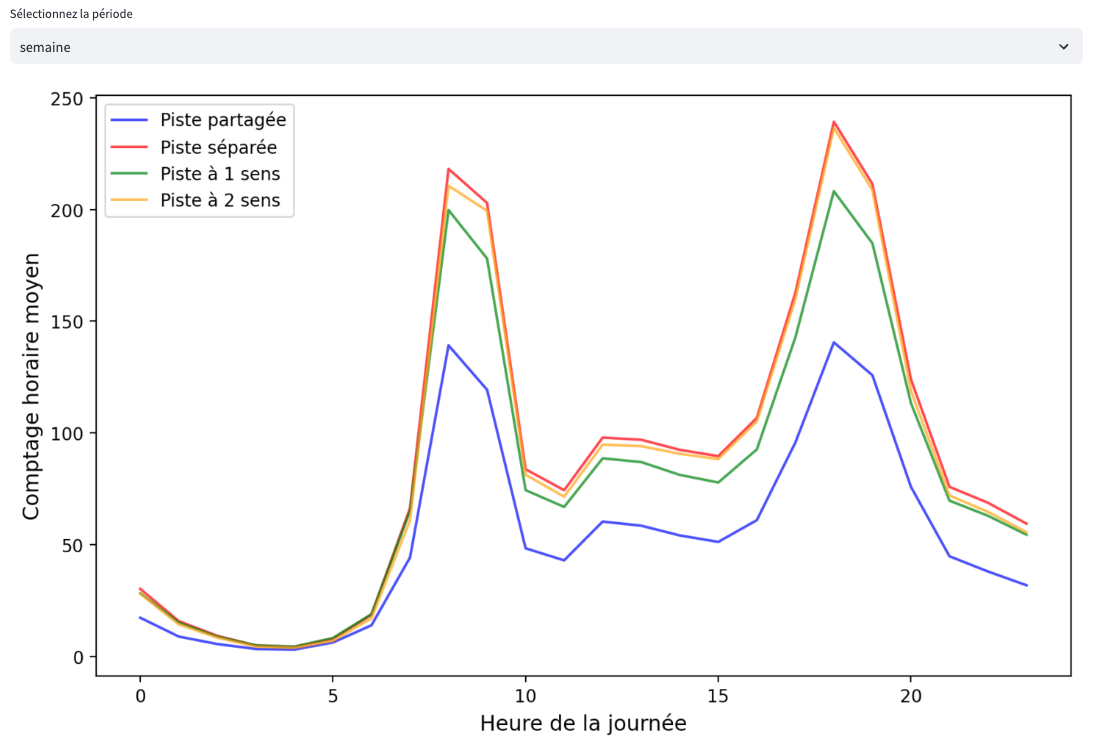 Sélectionnez la période
semaine
250
200
150
100
50
0
Comptage horaire moyen
Piste partagée
Piste séparée
Piste à 1 sens
Piste à 2 sens
0 5 10 15 20
Heure de la journée